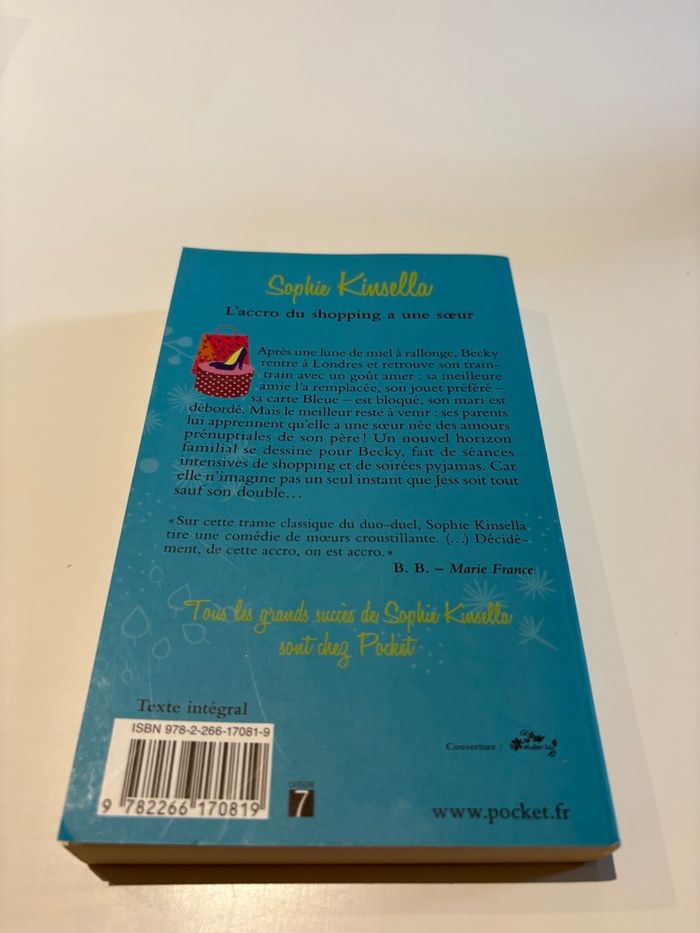 Sophie Kinsella
L'accro du shopping a une sœur
Après une lune de miel à rallonge, Becky
rentre à Londres et retrouve son train-
train avec un goût amer : sa meilleure
amie l'a remplacée, son jouet préféré –
sa carte Bleue – est bloqué, son mari est
débordé. Mais le meilleur reste à venir : ses parents
lui apprennent qu'elle a une sœur née des amours
prénuptiales de son père ! Un nouvel horizon
familial se dessine pour Becky, fait de séances
intensives de shopping et de soirées pyjamas. Car
elle n'imagine pas un seul instant que Jess soit tout
sauf son double…
« Sur cette trame classique du duo-duel, Sophie Kinsella
tire une comédie de mœurs croustillante. (…) Décidé-
ment, de cette accro, on est accro. »
B. B. – Marie France
Tous les grands succès de Sophie Kinsella
sont chez Pocket
Texte intégral
ISBN 978-2-266-17081-9
9 782266 170819
7
Couverture :
www.pocket.fr